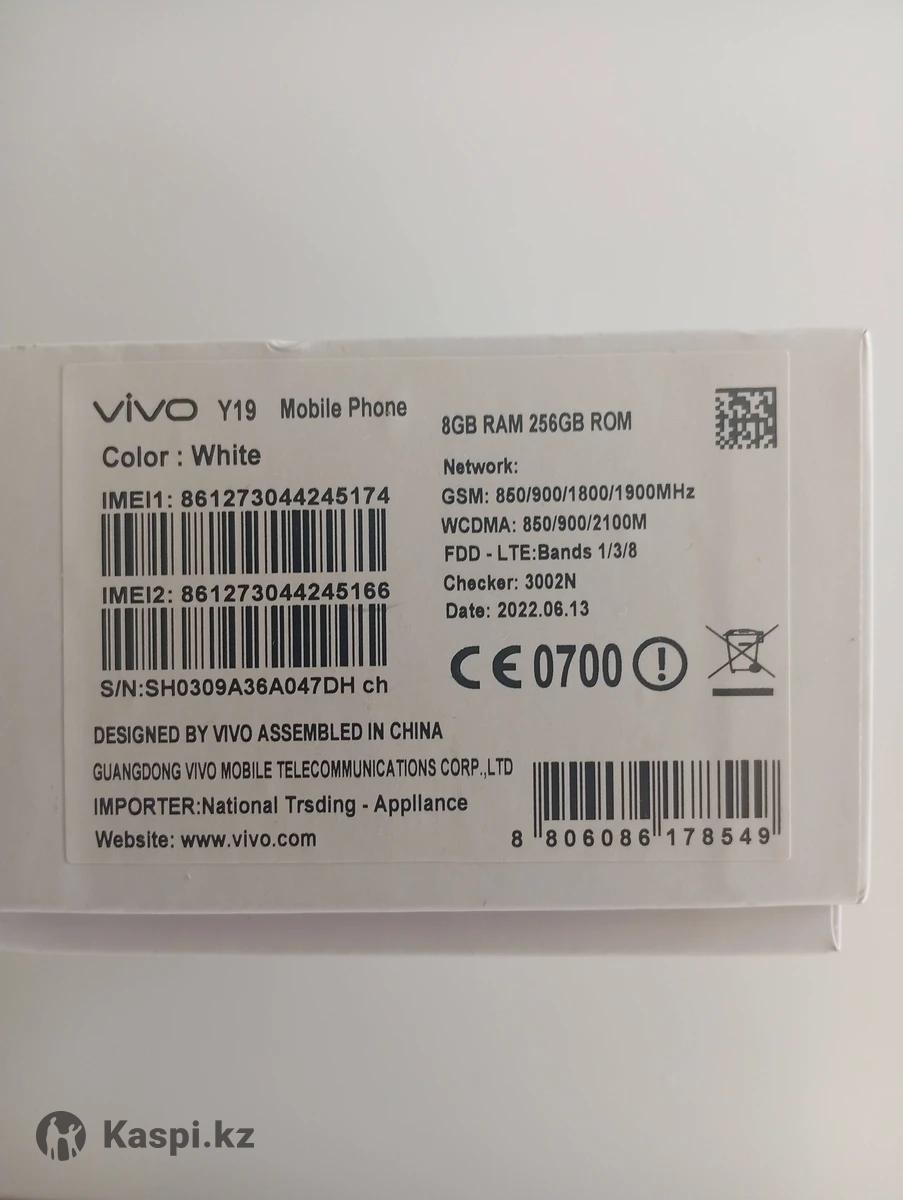 vivo Y19 Mobile Phone
Color : White
IMEI1: 861273044245174
IMEI2: 861273044245166
S/N:SH0309A36A047DH ch
8GB RAM 256GB ROM
Network:
GSM: 850/900/1800/1900MHz
WCDMA: 850/900/2100M
FDD - LTE:Bands 1/3/8
Checker: 3002N
Date: 2022.06.13
CE0700
DESIGNED BY VIVO ASSEMBLED IN CHINA
GUANGDONG VIVO MOBILE TELECOMMUNICATIONS CORP.,LTD
IMPORTER:National Trsding - Appllance
Website: www.vivo.com
8 806086 178549
Kaspi.kz